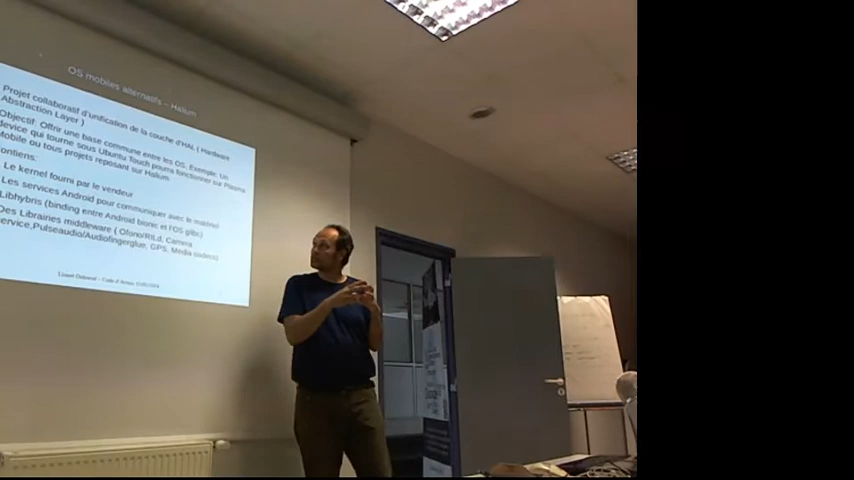 OS mobiles alternatifs – Halium
Projet collaboratif d'unification de la couche d'HAL ( Hardware
Abstraction Layer )
Objectif: Offrir une base commune entre les OS. Exemple: Un
device qui tourne sous Ubuntu Touch pourra fonctionner sur Plasma
Mobile ou tous projets reposant sur Halium.
Contiens:
Le kernel fourni par le vendeur
Les services Android pour communiquer avec le matériel
Libhybris (binding entre Android bionic et l'OS glibc)
Des Librairies middleware ( Ofono/RILd, Camera
service,Pulseaudio/Audioflingerglue, GPS, Media codecs)